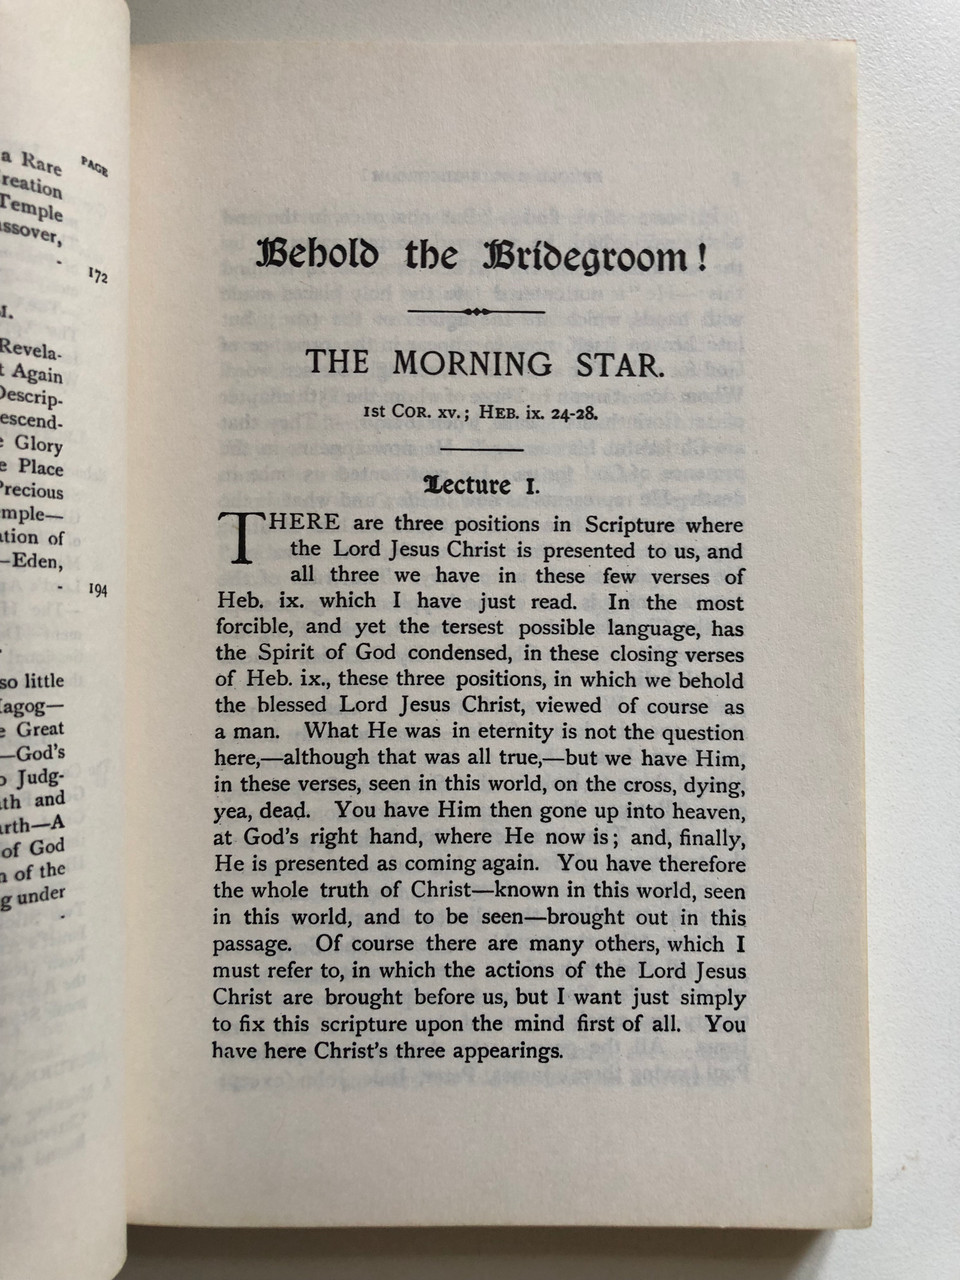 a Rare
PAGE
reation
Temple
ssover,
- 172
I.
Revela-
t Again
Descrip-
escend-
e Glory
e Place
Precious
mple—
ation of
—Eden,
- 194
so little
agog—
e Great
—God's
o Judg-
th and
arth—A
of God
n of the
g under
-
Behold the Bridegroom!
THE MORNING STAR.
1st COR. xv.; HEB. ix. 24-28.
Lecture I.
THERE are three positions in Scripture where
the Lord Jesus Christ is presented to us, and
all three we have in these few verses of
Heb. ix. which I have just read. In the most
forcible, and yet the tersest possible language, has
the Spirit of God condensed, in these closing verses
of Heb. ix., these three positions, in which we behold
the blessed Lord Jesus Christ, viewed of course as
a man. What He was in eternity is not the question
here,—although that was all true,—but we have Him,
in these verses, seen in this world, on the cross, dying,
yea, dead. You have Him then gone up into heaven,
at God's right hand, where He now is; and, finally,
He is presented as coming again. You have therefore
the whole truth of Christ—known in this world, seen
in this world, and to be seen—brought out in this
passage. Of course there are many others, which I
must refer to, in which the actions of the Lord Jesus
Christ are brought before us, but I want just simply
to fix this scripture upon the mind first of all. You
have here Christ's three appearings.